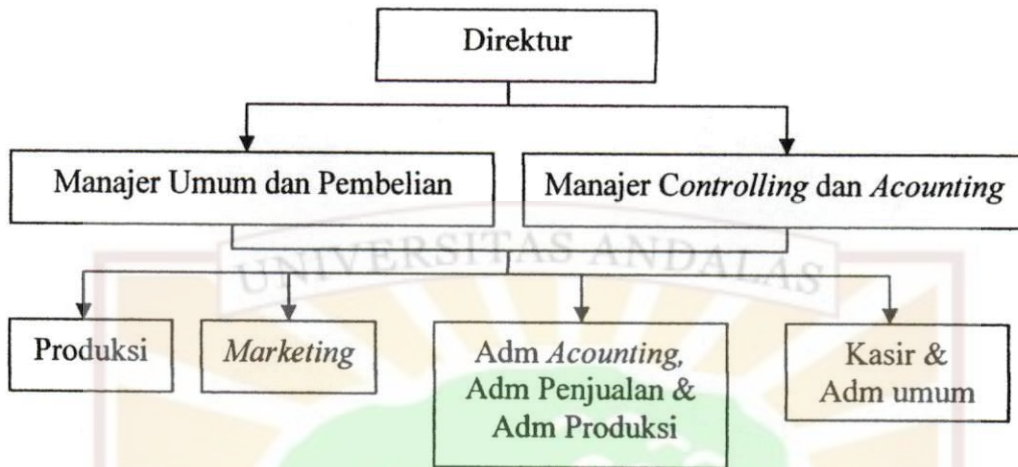 Direktur
Manajer Umum dan Pembelian
Manajer Controlling dan Acounting
UNIVERSITAS ANDALAS
Produksi
Marketing
Adm Acounting,
Adm Penjualan &
Adm Produksi
Kasir &
Adm umum